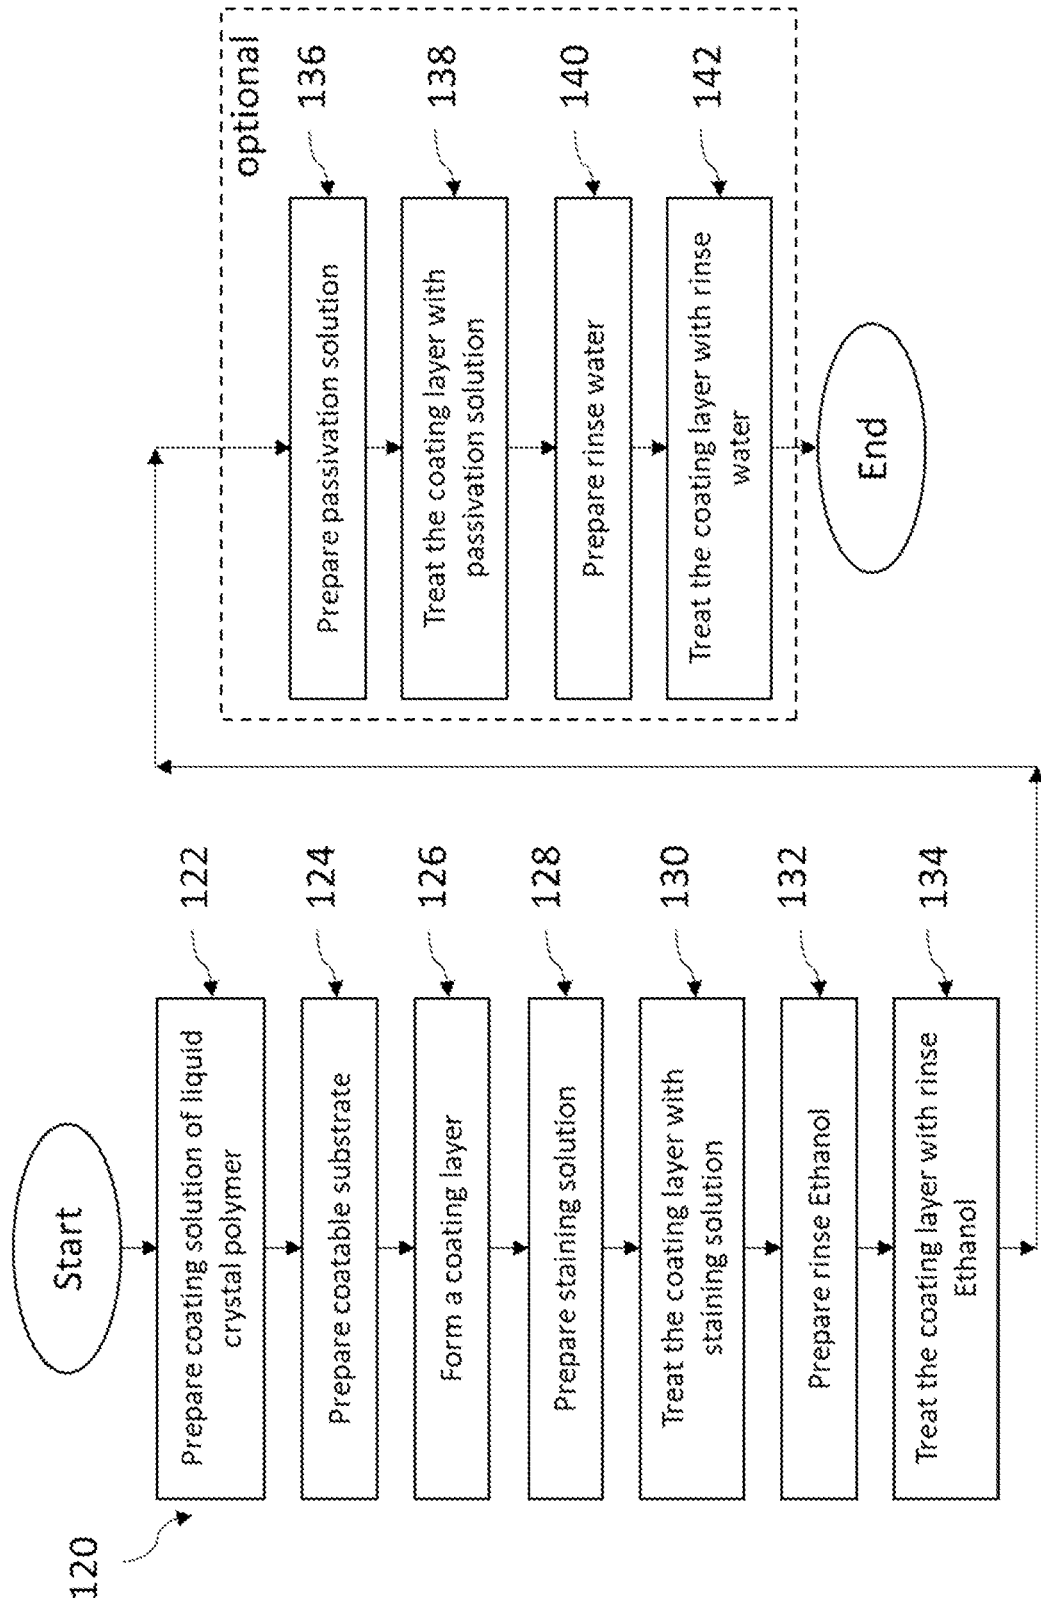 120
Start
Prepare coating solution of liquid
crystal polymer
122
Prepare coatable substrate
124
Form a coating layer
126
Prepare staining solution
128
Treat the coating layer with
staining solution
130
Prepare rinse Ethanol
132
Treat the coating layer with rinse
Ethanol
134
optional
Prepare passivation solution
136
Treat the coating layer with
passivation solution
138
Prepare rinse water
140
Treat the coating layer with rinse
water
142
End